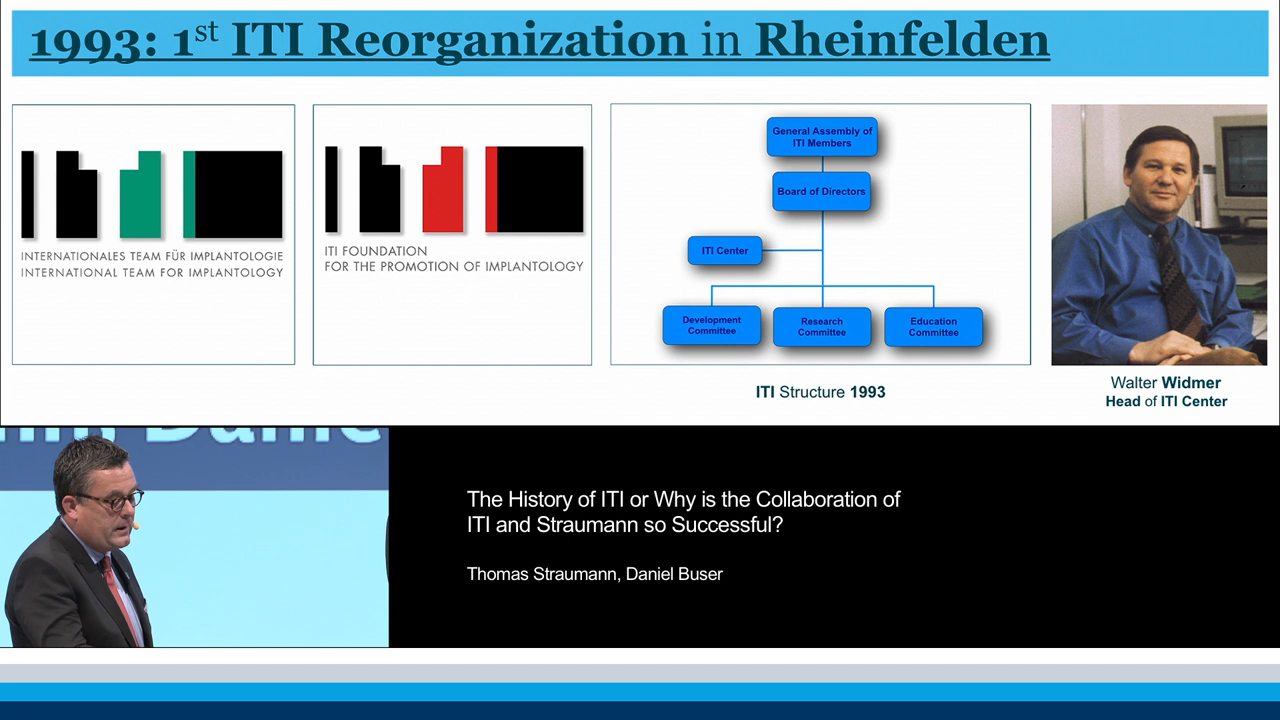 1993: 1st ITI Reorganization in Rheinfelden
INTERNATIONALES TEAM FÜR IMPLANTOLOGIE
INTERNATIONAL TEAM FOR IMPLANTOLOGY
ITI FOUNDATION
FOR THE PROMOTION OF IMPLANTOLOGY
General Assembly of
ITI Members
Board of Directors
ITI Center
Development
Committee
Research
Committee
Education
Committee
ITI Structure 1993
Walter Widmer
Head of ITI Center
The History of ITI or Why is the Collaboration of
ITI and Straumann so Successful?
Thomas Straumann, Daniel Buser